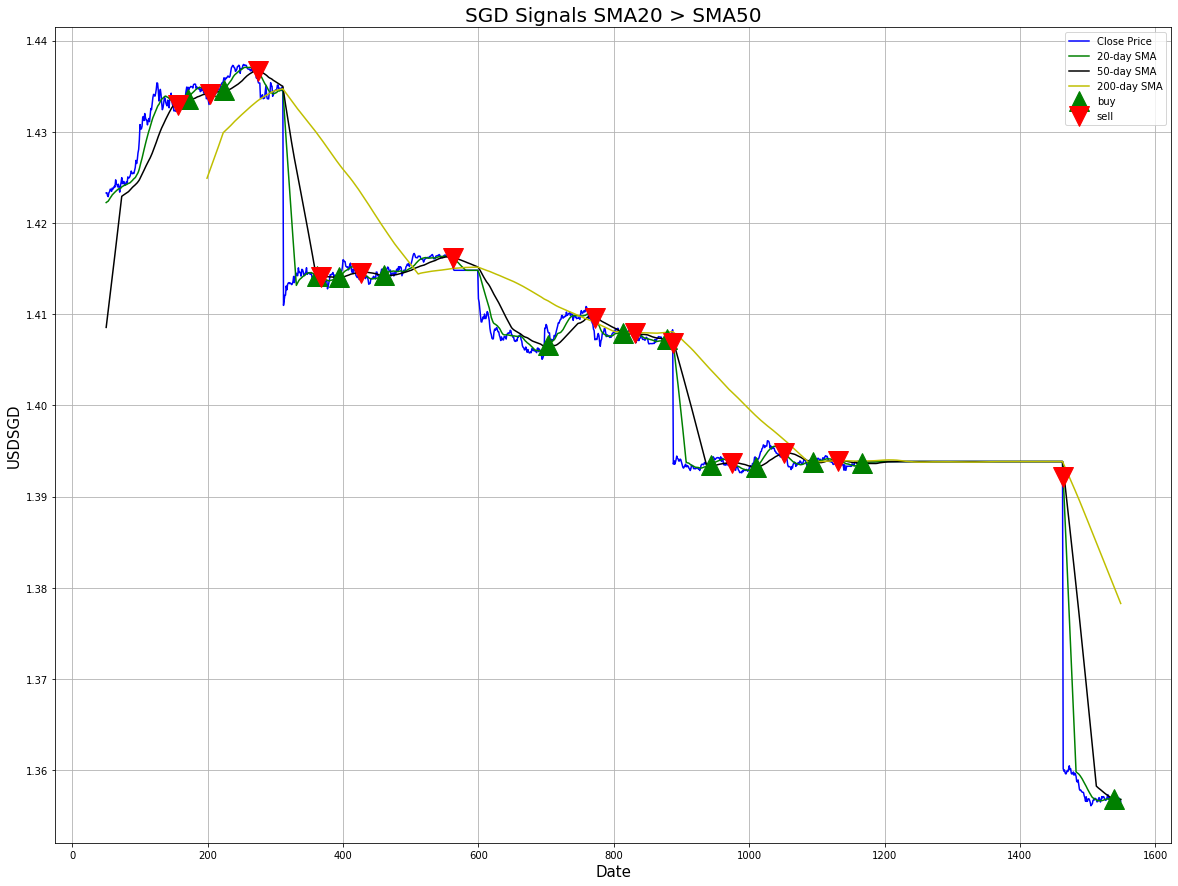 SGD Signals SMA20 > SMA50
Close Price
20-day SMA
50-day SMA
200-day SMA
buy
sell
USDSGD
1.44
1.43
1.42
1.41
1.40
1.39
1.38
1.37
1.36
0 200 400 600 800 1000 1200 1400 1600
Date